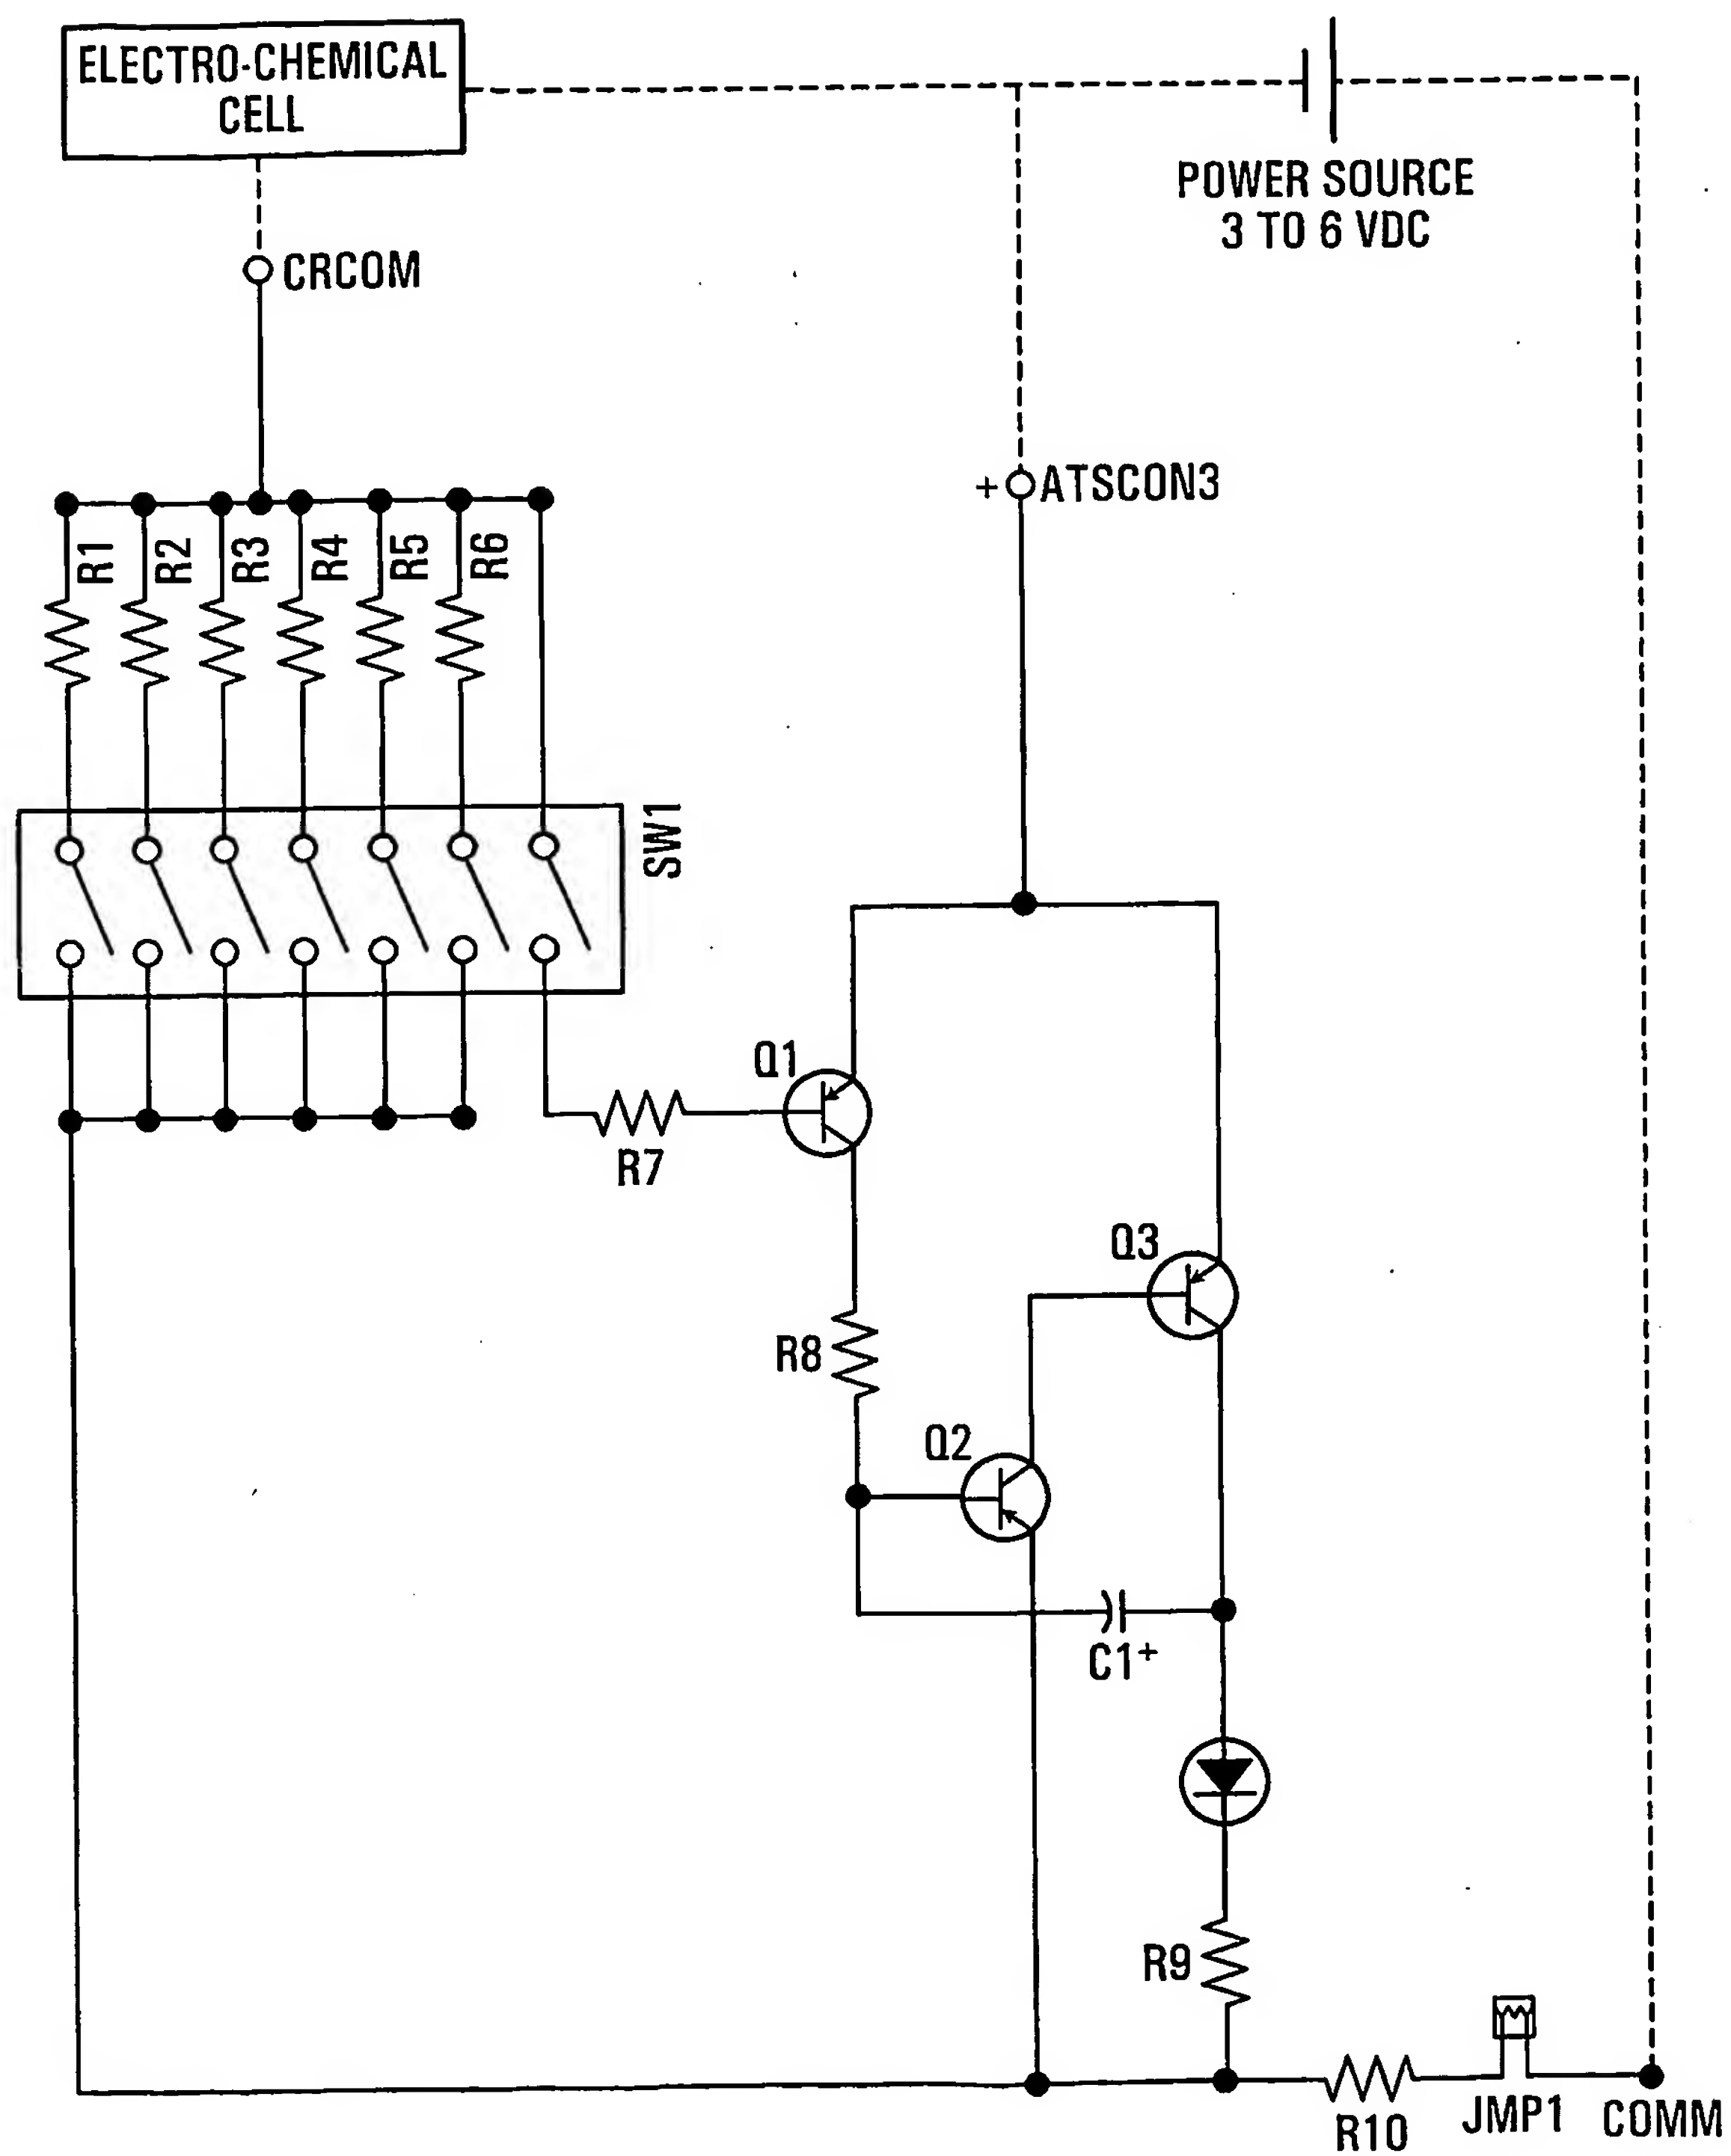 ELECTRO-CHEMICAL
CELL
POWER SOURCE
3 TO 6 VDC
CRCOM
+ ATSCON3
R1
R2
R3
R4
R5
R6
SW1
Q1
R7
Q3
R8
Q2
C1+
R9
R10
JMP1
COMM